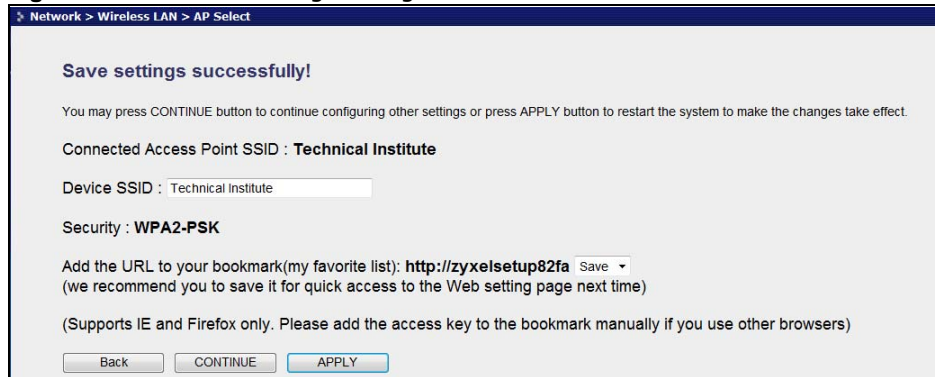 Network > Wireless LAN > AP Select
Save settings successfully!
You may press CONTINUE button to continue configuring other settings or press APPLY button to restart the system to make the changes take effect.
Connected Access Point SSID : Technical Institute
Device SSID : Technical Institute
Security : WPA2-PSK
Add the URL to your bookmark(my favorite list): http://zyxelsetup82fa Save
(we recommend you to save it for quick access to the Web setting page next time)
(Supports IE and Firefox only. Please add the access key to the bookmark manually if you use other browsers)
Back CONTINUE APPLY